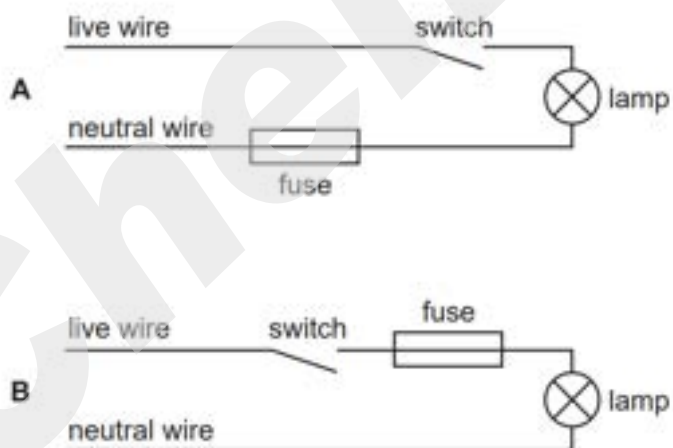 live wire switch
A
lamp
neutral wire
fuse
fuse
live wire switch
B
lamp
neutral wire